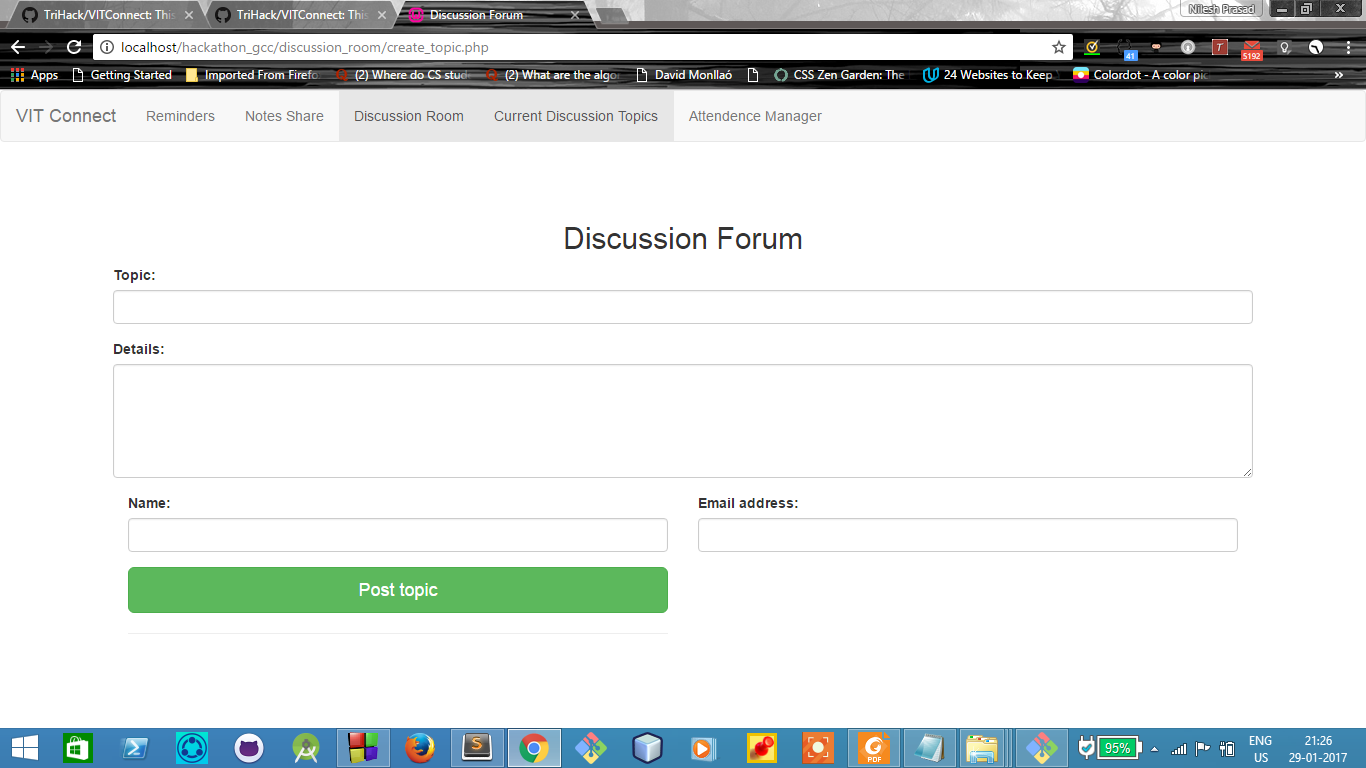 TriHack/VITConnect: This
TriHack/VITConnect: This
Discussion Forum
Nilesh Prasad
localhost/hackathon_gcc/discussion_room/create_topic.php
41
T
5192
Apps
Getting Started
Imported From Firefo
(2) Where do CS stud
(2) What are the algo
David Monllaó
CSS Zen Garden: The
24 Websites to Keep
Colordot - A color pic
»
VIT Connect
Reminders
Notes Share
Discussion Room
Current Discussion Topics
Attendence Manager
Discussion Forum
Topic:
Details:
Name:
Email address:
Post topic
S
PDF
95%
ENG
US
21:26
29-01-2017